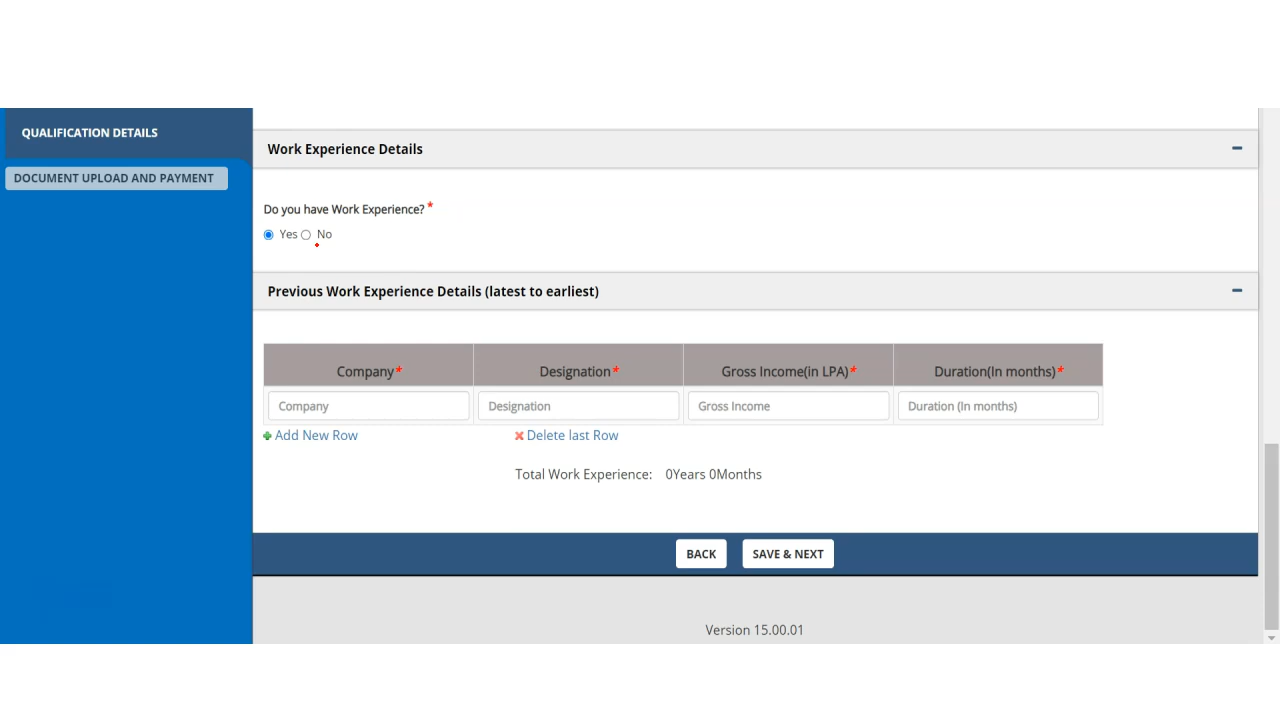 QUALIFICATION DETAILS
DOCUMENT UPLOAD AND PAYMENT
Work Experience Details
Do you have Work Experience? *
Yes No
Previous Work Experience Details (latest to earliest)
Company* Designation* Gross Income(in LPA)* Duration(In months)*
Company Designation Gross Income Duration (In months)
Add New Row Delete last Row
Total Work Experience: 0Years 0Months
BACK SAVE & NEXT
Version 15.00.01